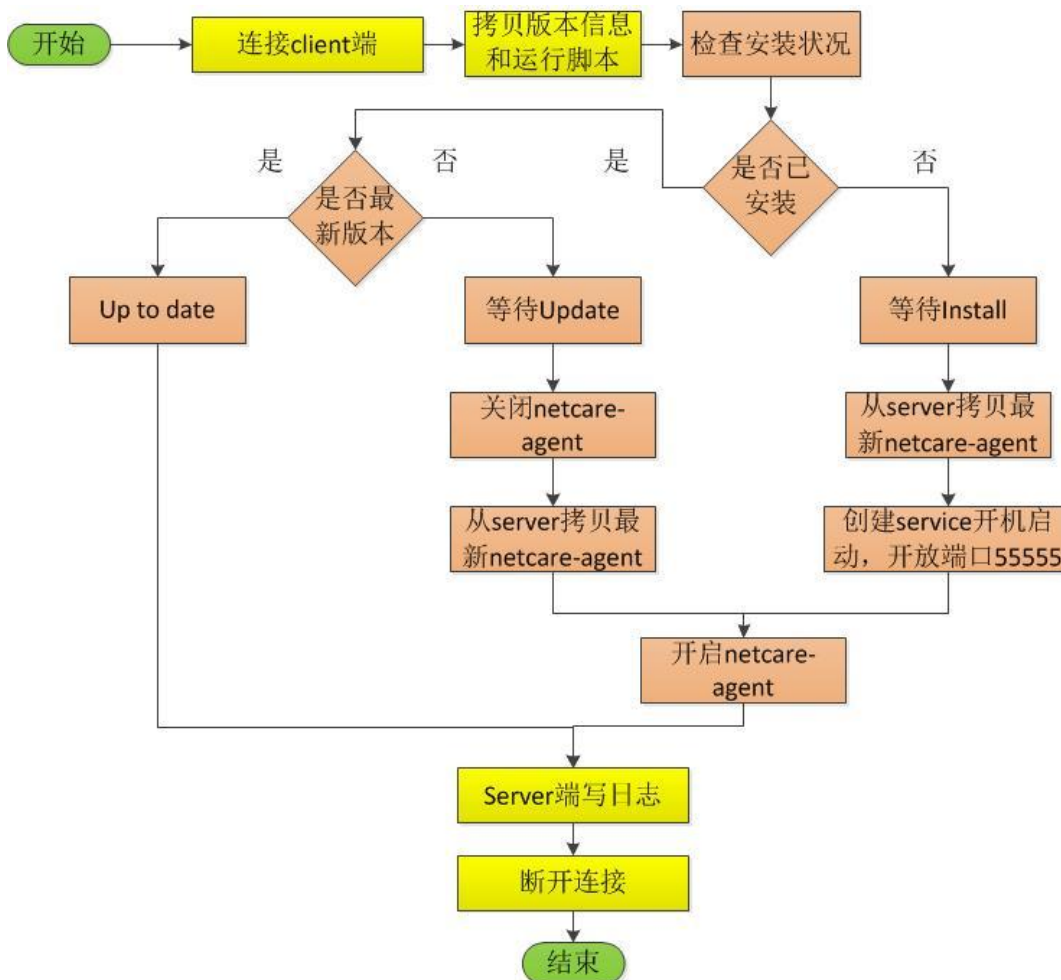 开始
连接client端
拷贝版本信息
和运行脚本
检查安装状况
是
否
是
否
是否已
安装
是否最
新版本
Up to date
等待Update
等待Install
关闭netcare-
agent
从server拷贝最
新netcare-agent
从server拷贝最
新netcare-agent
创建service开机启
动，开放端口55555
开启netcare-
agent
Server端写日志
断开连接
结束